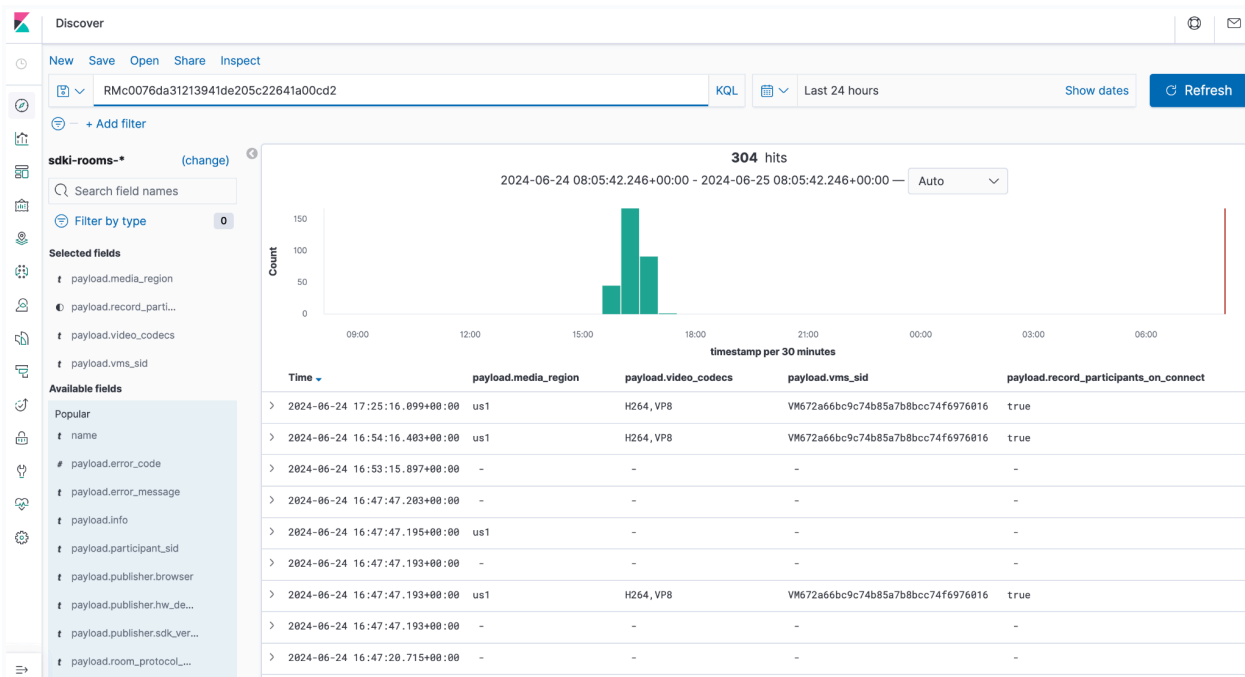 Discover
New Save Open Share Inspect
RMc0076da31213941de205c22641a00cd2 KQL Last 24 hours Show dates Refresh
+ Add filter
sdki-rooms-* (change)
Search field names
Filter by type 0
Selected fields
t payload.media_region
payload.record_parti...
t payload.video_codecs
t payload.vms_sid
Available fields
Popular
t name
# payload.error_code
t payload.error_message
t payload.info
t payload.participant_sid
t payload.publisher.browser
t payload.publisher.hw_de...
t payload.publisher.sdk_ver...
t payload.room_protocol_...
304 hits
2024-06-24 08:05:42.246+00:00 - 2024-06-25 08:05:42.246+00:00 — Auto
Count
150
100
50
0
09:00 12:00 15:00 18:00 21:00 00:00 03:00 06:00
timestamp per 30 minutes
Time payload.media_region payload.video_codecs payload.vms_sid payload.record_participants_on_connect
2024-06-24 17:25:16.099+00:00 us1 H264,VP8 VM672a66bc9c74b85a7b8bcc74f6976016 true
2024-06-24 16:54:16.403+00:00 us1 H264,VP8 VM672a66bc9c74b85a7b8bcc74f6976016 true
2024-06-24 16:53:15.897+00:00 - - - -
2024-06-24 16:47:47.203+00:00 - - - -
2024-06-24 16:47:47.195+00:00 us1 - - -
2024-06-24 16:47:47.193+00:00 - - - -
2024-06-24 16:47:47.193+00:00 us1 H264,VP8 VM672a66bc9c74b85a7b8bcc74f6976016 true
2024-06-24 16:47:47.193+00:00 - - - -
2024-06-24 16:47:20.715+00:00 - - - -